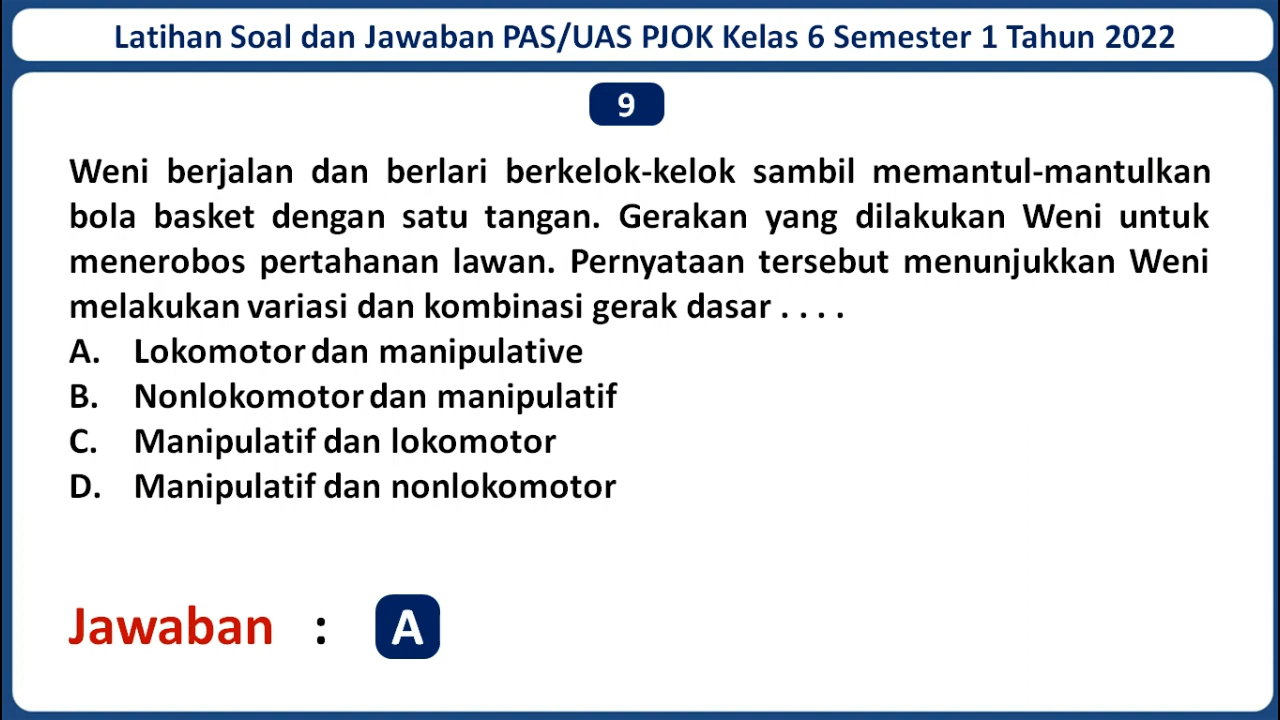 Latihan Soal dan Jawaban PAS/UAS PJOK Kelas 6 Semester 1 Tahun 2022
9
Weni berjalan dan berlari berkelok-kelok sambil memantul-mantulkan
bola basket dengan satu tangan. Gerakan yang dilakukan Weni untuk
menerobos pertahanan lawan. Pernyataan tersebut menunjukkan Weni
melakukan variasi dan kombinasi gerak dasar . . . .
A. Lokomotor dan manipulative
B. Nonlokomotor dan manipulatif
C. Manipulatif dan lokomotor
D. Manipulatif dan nonlokomotor
Jawaban : A